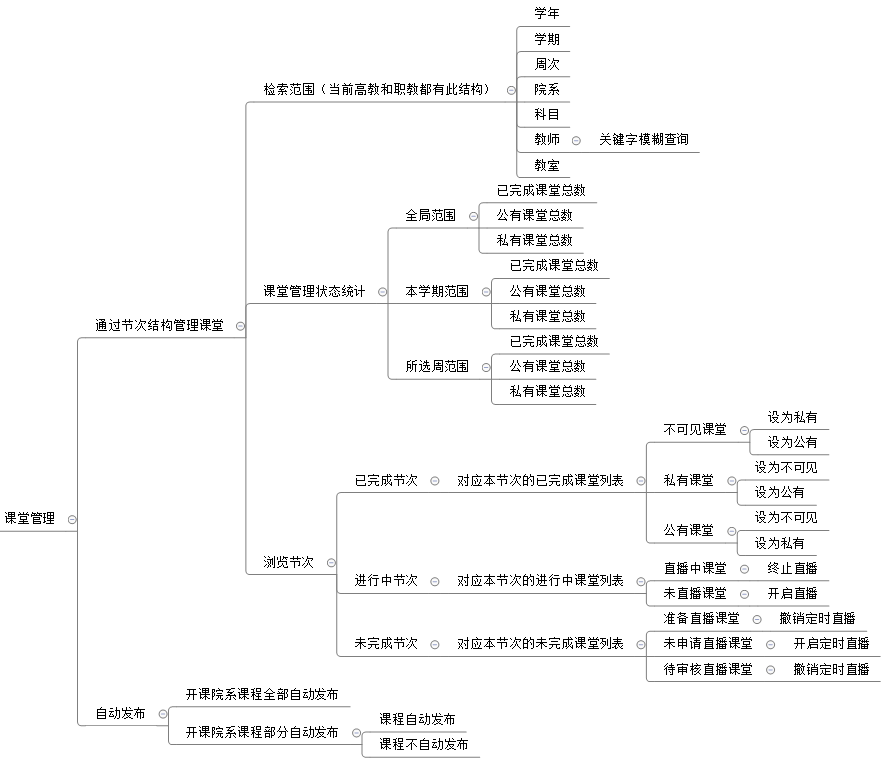 学年
学期
周次
检索范围（当前高教和职教都有此结构）
院系
科目
教师
关键字模糊查询
教室
已完成课堂总数
全局范围
公有课堂总数
私有课堂总数
已完成课堂总数
课堂管理状态统计
本学期范围
公有课堂总数
私有课堂总数
通过节次结构管理课堂
已完成课堂总数
所选周范围
公有课堂总数
私有课堂总数
设为私有
不可见课堂
设为公有
设为不可见
已完成节次
对应本节次的已完成课堂列表
私有课堂
设为公有
课堂管理
设为不可见
公有课堂
设为私有
浏览节次
直播中课堂
终止直播
进行中节次
对应本节次的进行中课堂列表
未直播课堂
开启直播
准备直播课堂
撤销定时直播
未完成节次
对应本节次的未完成课堂列表
未申请直播课堂
开启定时直播
待审核直播课堂
撤销定时直播
开课院系课程全部自动发布
自动发布
课程自动发布
开课院系课程部分自动发布
课程不自动发布